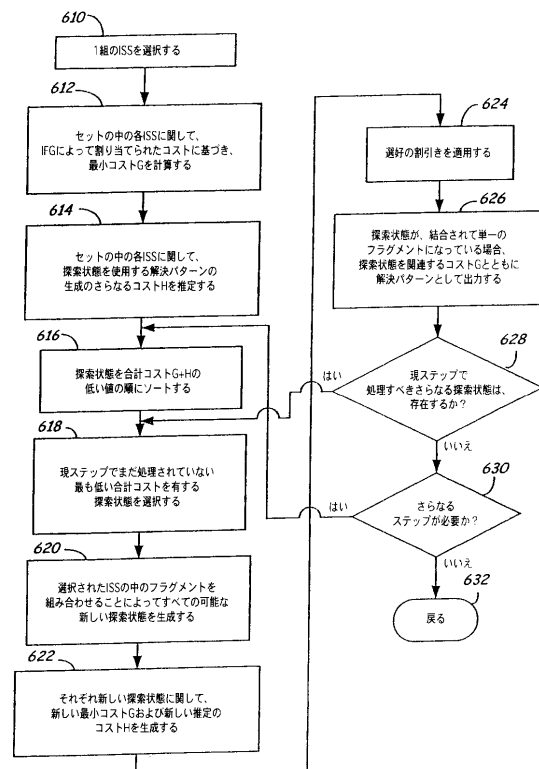 610
1組のISSを選択する
612
セットの中の各ISSに関して、
IFGによって割り当てられたコストに基づき、
最小コストGを計算する
614
セットの中の各ISSに関して、
探索状態を使用する解決パターンの
生成のさらなるコストHを推定する
616
探索状態を合計コストG+Hの
低い値の順にソートする
618
現ステップでまだ処理されていない
最も低い合計コストを有する
探索状態を選択する
620
選択されたISSの中のフラグメントを
組み合わせることによってすべての可能な
新しい探索状態を生成する
622
それぞれ新しい探索状態に関して、
新しい最小コストGおよび新しい推定の
コストHを生成する
624
選好の割引きを適用する
626
探索状態が、結合されて単一の
フラグメントになっている場合、
探索状態を関連するコストGとともに
解決パターンとして出力する
628
現ステップで
処理すべきさらなる探索状態は、
存在するか?
はい
いいえ
630
さらなる
ステップが必要か?
はい
いいえ
632
戻る